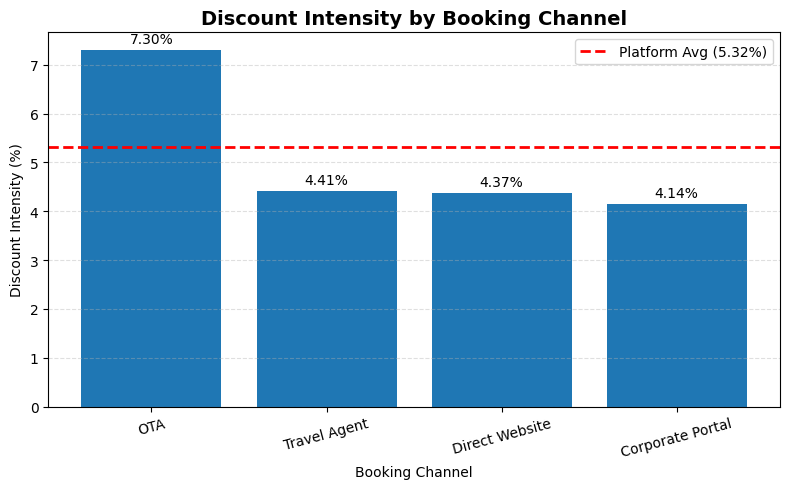 Discount Intensity by Booking Channel
7.30%
Platform Avg (5.32%)
4.41%
4.37%
4.14%
Discount Intensity (%)
7
6
5
4
3
2
1
0
OTA
Travel Agent
Direct Website
Corporate Portal
Booking Channel